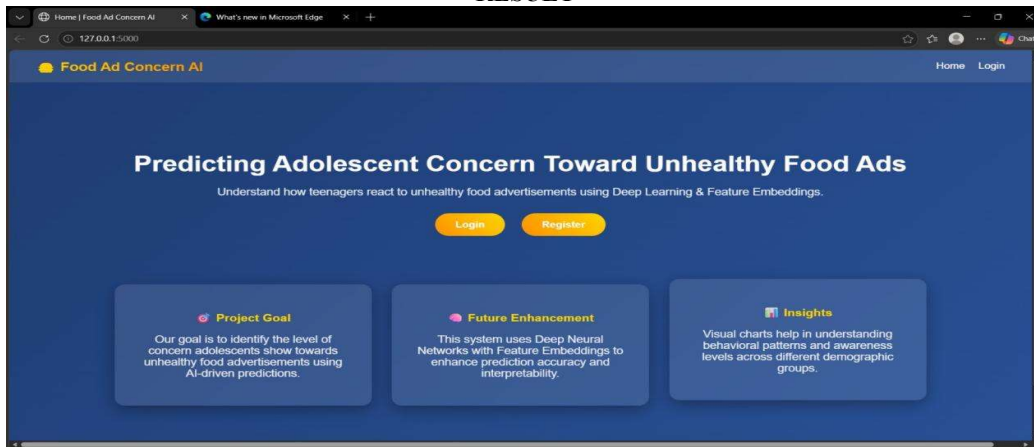 RESULT
Home | Food Ad Concern AI
What's new in Microsoft Edge
127.0.0.1:5000
Chat
Food Ad Concern AI
Home Login
Predicting Adolescent Concern Toward Unhealthy Food Ads
Understand how teenagers react to unhealthy food advertisements using Deep Learning & Feature Embeddings.
Login Register
Project Goal
Our goal is to identify the level of
concern adolescents show towards
unhealthy food advertisements using
AI-driven predictions.
Future Enhancement
This system uses Deep Neural
Networks with Feature Embeddings to
enhance prediction accuracy and
interpretability.
Insights
Visual charts help in understanding
behavioral patterns and awareness
levels across different demographic
groups.